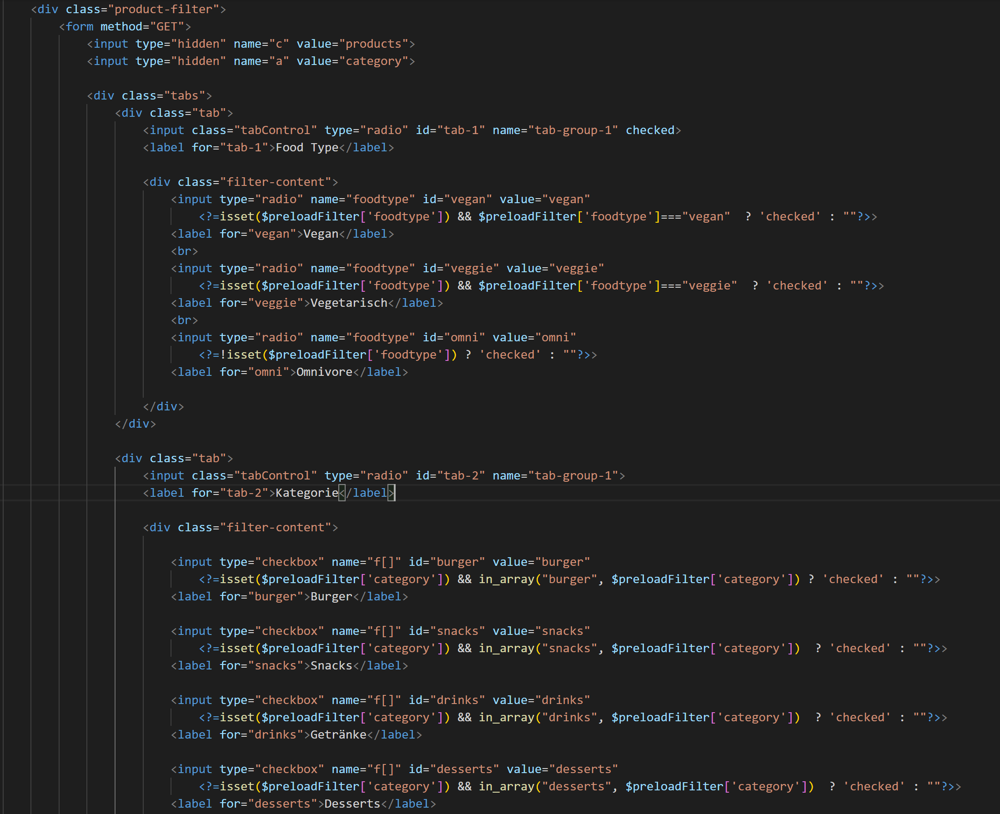 <div class="product-filter">
<form method="GET">
<input type="hidden" name="c" value="products">
<input type="hidden" name="a" value="category">
<div class="tabs">
<div class="tab">
<input class="tabControl" type="radio" id="tab-1" name="tab-group-1" checked>
<label for="tab-1">Food Type</label>
<div class="filter-content">
<input type="radio" name="foodtype" id="vegan" value="vegan"
<?=isset($preloadFilter['foodtype']) && $preloadFilter['foodtype']==="vegan"  ? 'checked' : ""?>>
<label for="vegan">Vegan</label>
<br>
<input type="radio" name="foodtype" id="veggie" value="veggie"
<?=isset($preloadFilter['foodtype']) && $preloadFilter['foodtype']==="veggie"  ? 'checked' : ""?>>
<label for="veggie">Vegetarisch</label>
<br>
<input type="radio" name="foodtype" id="omni" value="omni"
<?=!isset($preloadFilter['foodtype']) ? 'checked' : ""?>>
<label for="omni">Omnivore</label>
</div>
</div>
<div class="tab">
<input class="tabControl" type="radio" id="tab-2" name="tab-group-1">
<label for="tab-2">Kategorie</label>
<div class="filter-content">
<input type="checkbox" name="f[]" id="burger" value="burger"
<?=isset($preloadFilter['category']) && in_array("burger", $preloadFilter['category']) ? 'checked' : ""?>>
<label for="burger">Burger</label>
<input type="checkbox" name="f[]" id="snacks" value="snacks"
<?=isset($preloadFilter['category']) && in_array("snacks", $preloadFilter['category'])  ? 'checked' : ""?>>
<label for="snacks">Snacks</label>
<input type="checkbox" name="f[]" id="drinks" value="drinks"
<?=isset($preloadFilter['category']) && in_array("drinks", $preloadFilter['category'])  ? 'checked' : ""?>>
<label for="drinks">Getränke</label>
<input type="checkbox" name="f[]" id="desserts" value="desserts"
<?=isset($preloadFilter['category']) && in_array("desserts", $preloadFilter['category'])  ? 'checked' : ""?>>
<label for="desserts">Desserts</label>